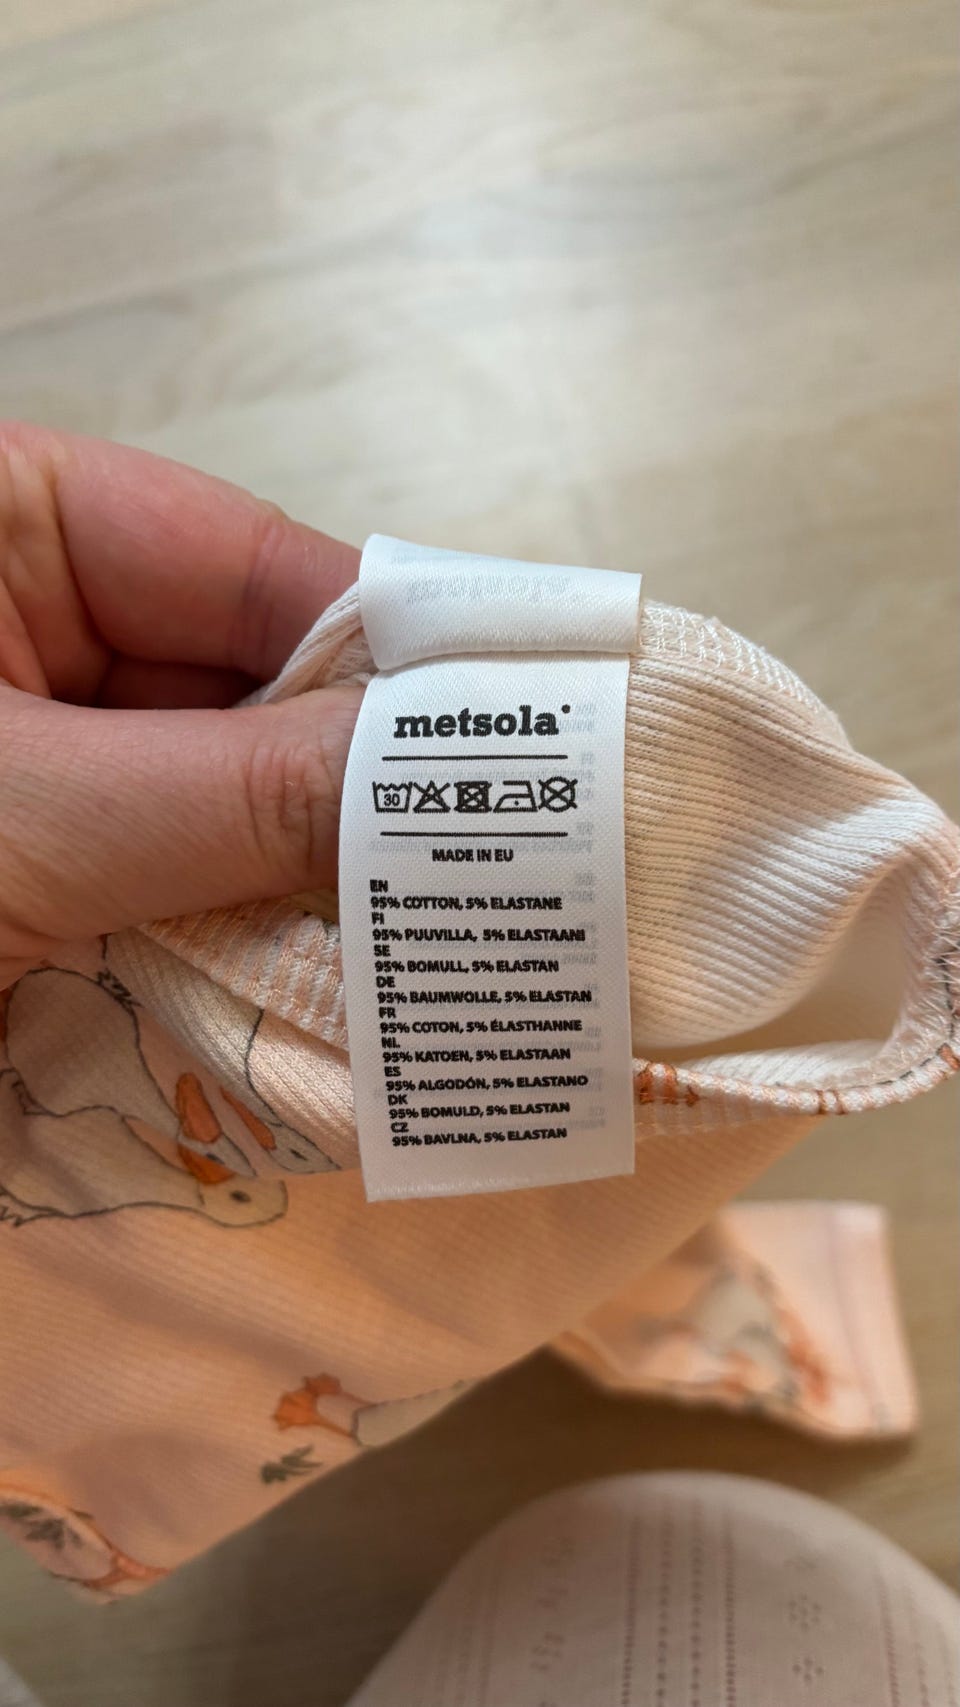 metsola
30
MADE IN EU
EN
95% COTTON, 5% ELASTANE
FI
95% PUUVILLA, 5% ELASTAANI
SE
95% BOMULL, 5% ELASTAN
DE
95% BAUMWOLLE, 5% ELASTAN
FR
95% COTON, 5% ÉLASTHANNE
NL
95% KATOEN, 5% ELASTAAN
ES
95% ALGODÓN, 5% ELASTANO
DK
95% BOMULD, 5% ELASTAN
CZ
95% BAVLNA, 5% ELASTAN